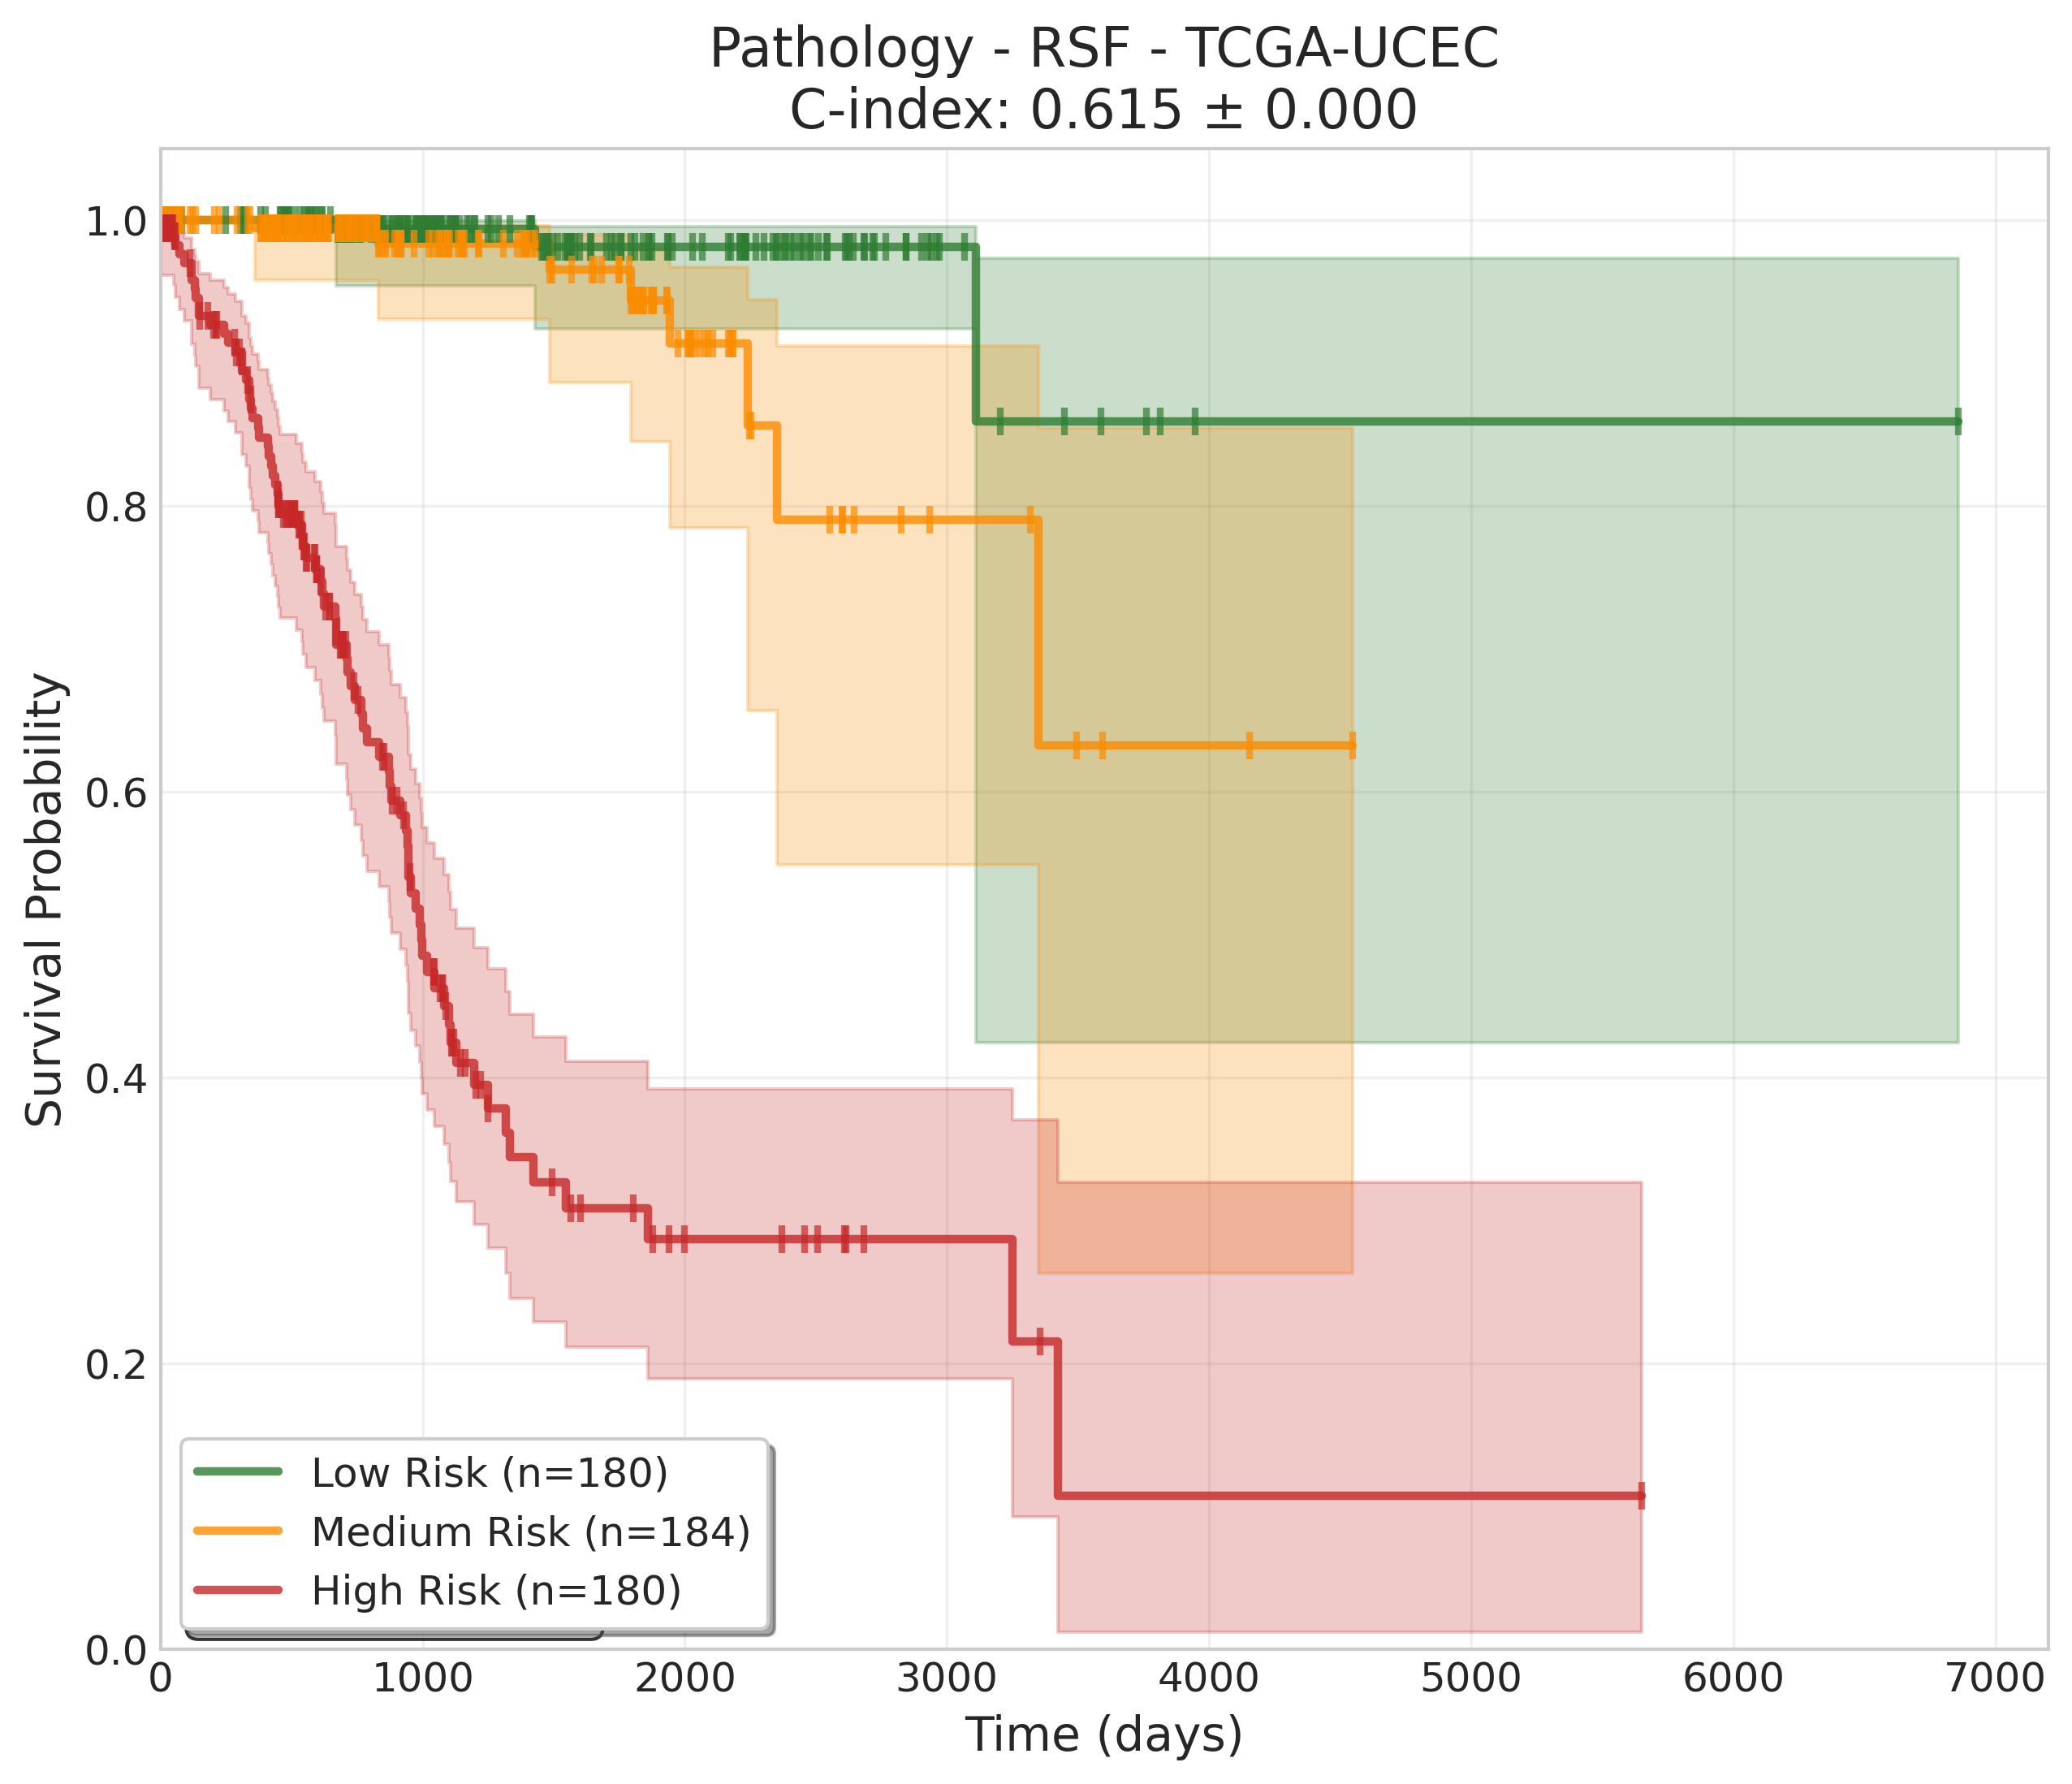 Pathology - RSF - TCGA-UCEC
C-index: 0.615 ± 0.000
Survival Probability
1.0
0.8
0.6
0.4
0.2
0.0
Low Risk (n=180)
Medium Risk (n=184)
High Risk (n=180)
0 1000 2000 3000 4000 5000 6000 7000
Time (days)